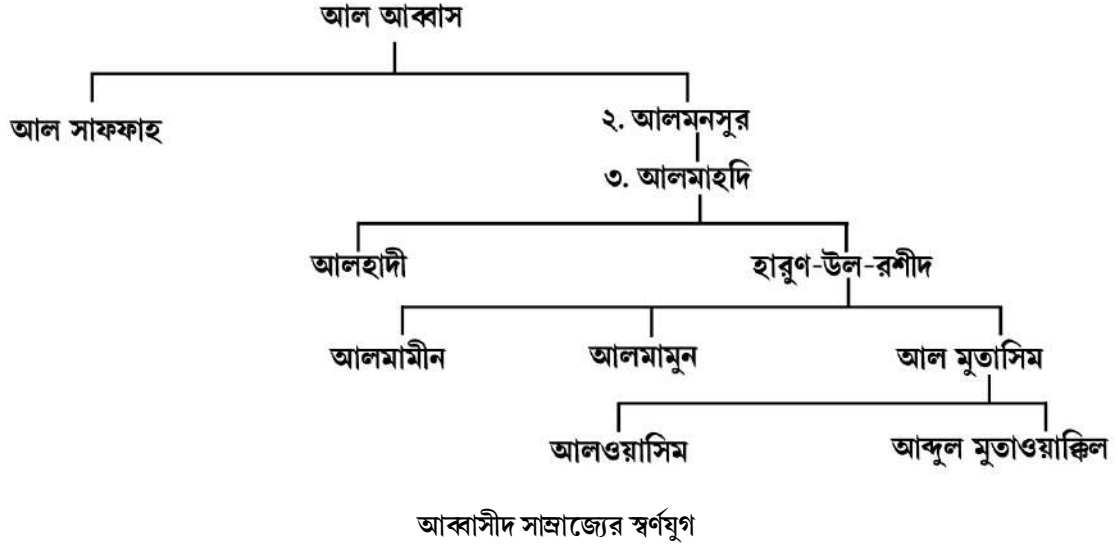 আল আব্বাস
আল সাফফাহ
২. আলমনসুর
৩. আলমাহদি
আলহাদী
হারুণ-উল-রশীদ
আলমামীন
আলমামুন
আল মুতাসিম
আলওয়াসিম
আব্দুল মুতাওয়াক্কিল
আব্বাসীদ সাম্রাজ্যের স্বর্ণযুগ